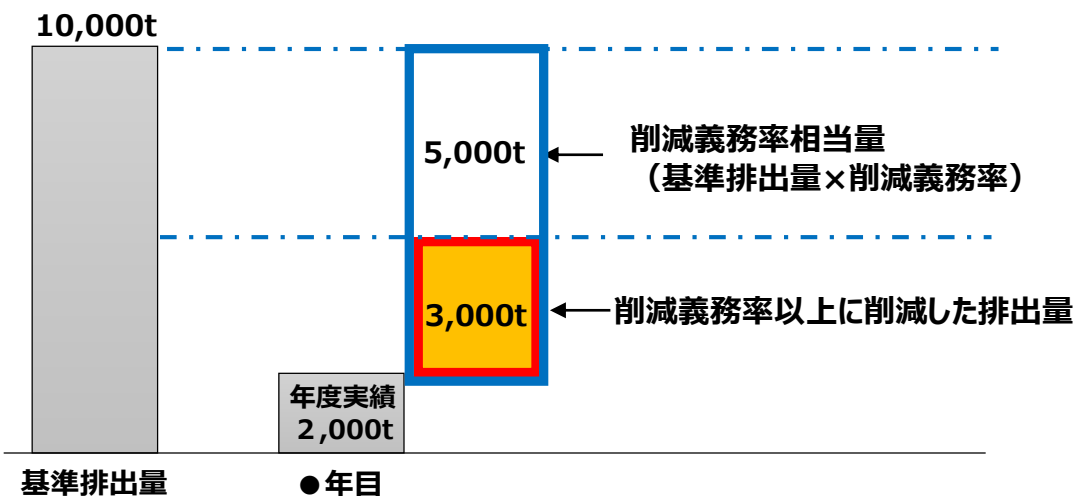 10,000t
5,000t
削減義務率相当量
（基準排出量×削減義務率）
3,000t
削減義務率以上に削減した排出量
年度実績
２,000t
基準排出量
●年目